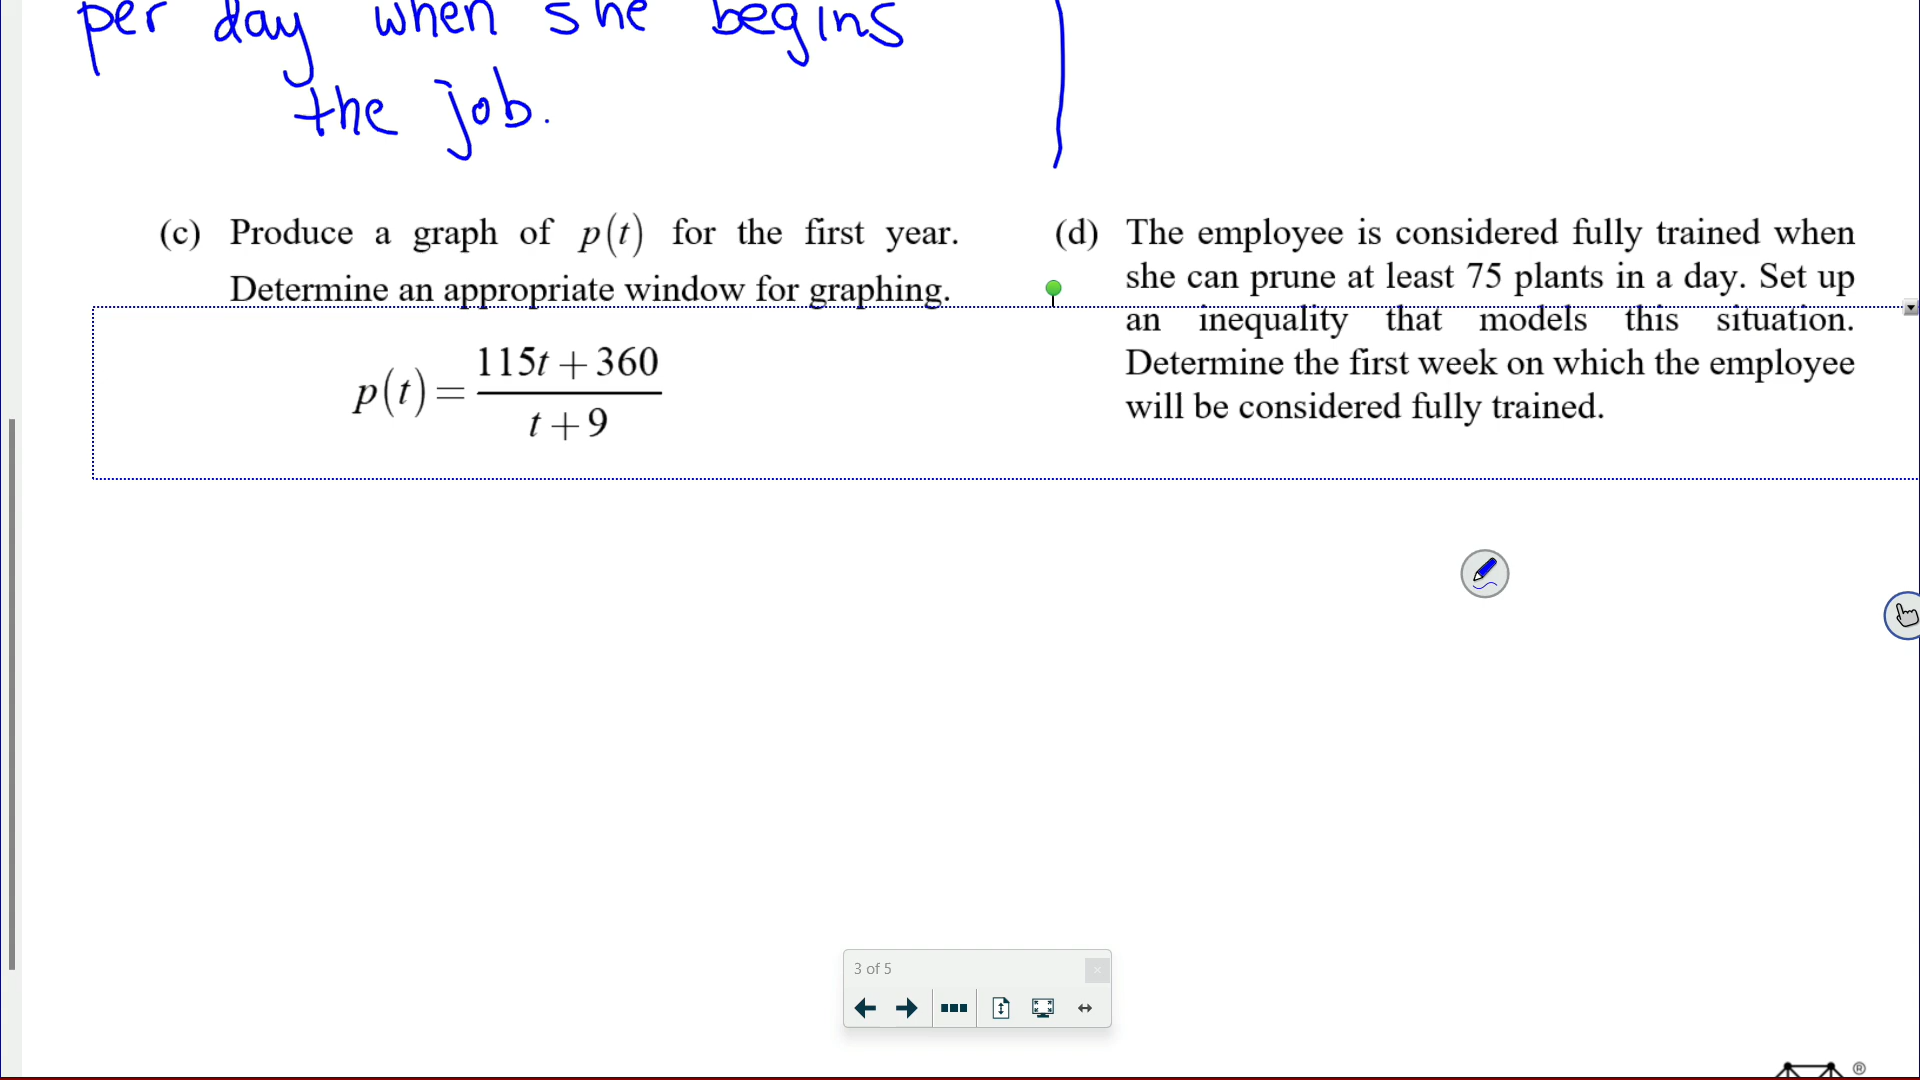 per day when she begins
the job.
(c) Produce a graph of p(t) for the first year.
Determine an appropriate window for graphing.
p(t) = (115t + 360)/(t + 9)
(d) The employee is considered fully trained when
she can prune at least 75 plants in a day. Set up
an inequality that models this situation.
Determine the first week on which the employee
will be considered fully trained.
3 of 5
®